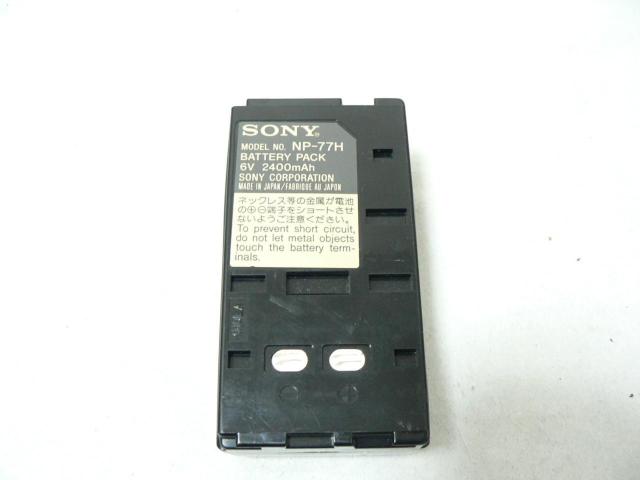 SONY®
MODEL NO. NP-77H
BATTERY PACK
6V 2400mAh
SONY CORPORATION
MADE IN JAPAN/FABRIQUE AU JAPON
ネックレス等の金属が電池
の⊕⊖端子をショートさせ
ないようご注意ください。
To prevent short circuit,
do not let metal objects
touch the battery term-
inals.